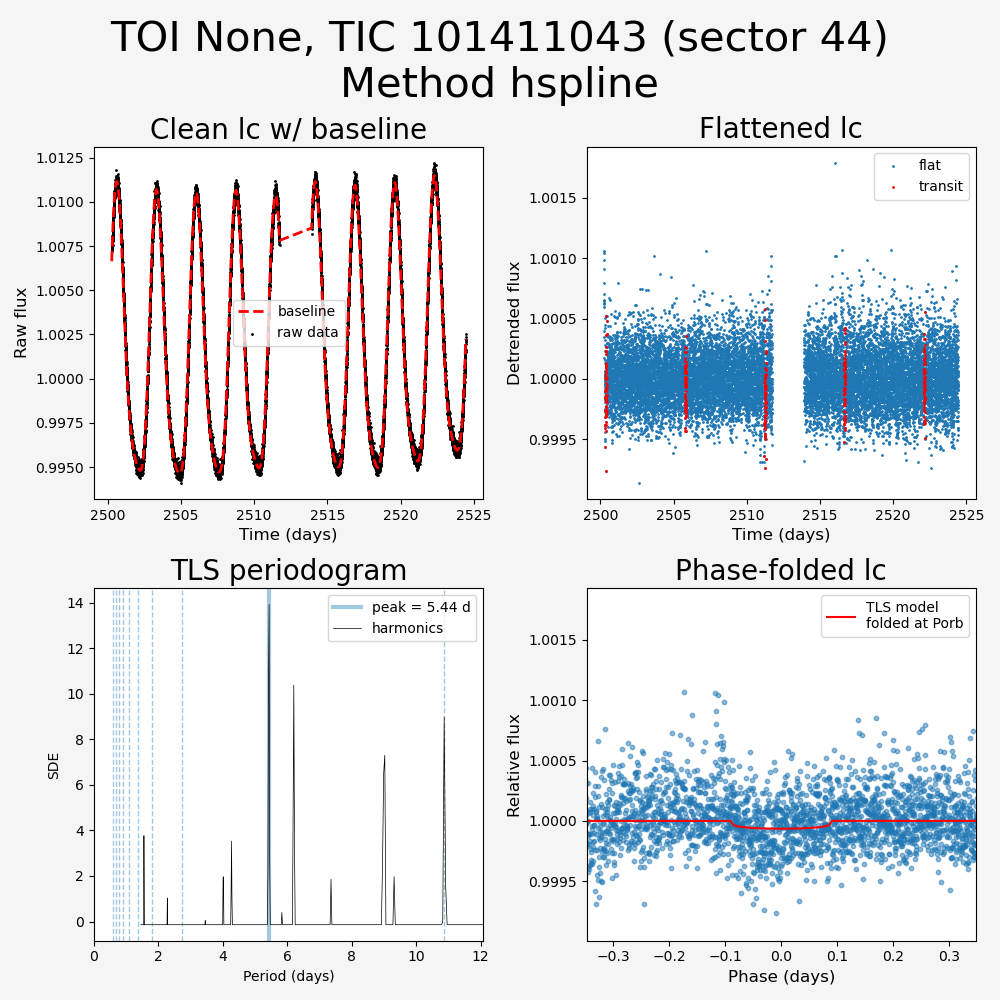 TOI None, TIC 101411043 (sector 44)
Method hspline
Clean lc w/ baseline
Raw flux
1.0125
1.0100
1.0075
1.0050
1.0025
1.0000
0.9975
0.9950
baseline
raw data
2500 2505 2510 2515 2520 2525
Time (days)
Flattened lc
Detrended flux
1.0015
1.0010
1.0005
1.0000
0.9995
flat
transit
2500 2505 2510 2515 2520 2525
Time (days)
TLS periodogram
SDE
14
12
10
8
6
4
2
0
peak = 5.44 d
harmonics
0 2 4 6 8 10 12
Period (days)
Phase-folded lc
Relative flux
1.0015
1.0010
1.0005
1.0000
0.9995
TLS model
folded at Porb
−0.3 −0.2 −0.1 0.0 0.1 0.2 0.3
Phase (days)